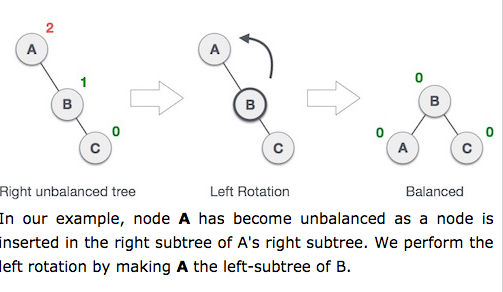 2
A
1
B
0
C
A
B
C
0
B
0
0
A
C
Right unbalanced tree
Left Rotation
Balanced
In our example, node A has become unbalanced as a node is
inserted in the right subtree of A's right subtree. We perform the
left rotation by making A the left-subtree of B.